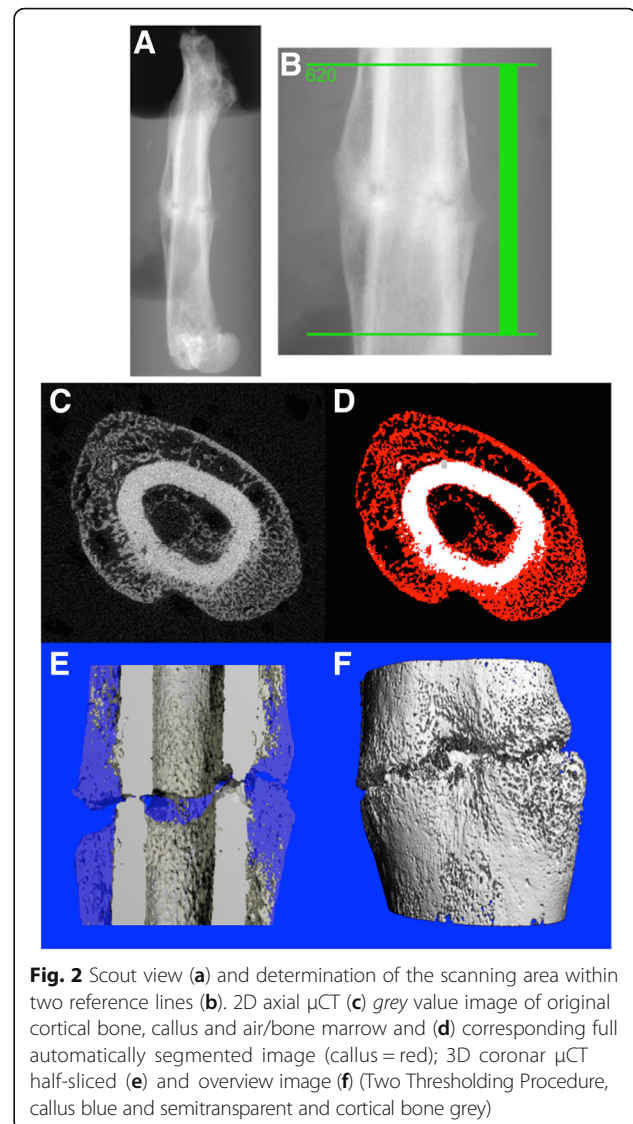 A
B
620
C
D
E
F
Fig. 2 Scout view (a) and determination of the scanning area within
two reference lines (b). 2D axial μCT (c) grey value image of original
cortical bone, callus and air/bone marrow and (d) corresponding full
automatically segmented image (callus = red); 3D coronar μCT
half-sliced (e) and overview image (f) (Two Thresholding Procedure,
callus blue and semitransparent and cortical bone grey)